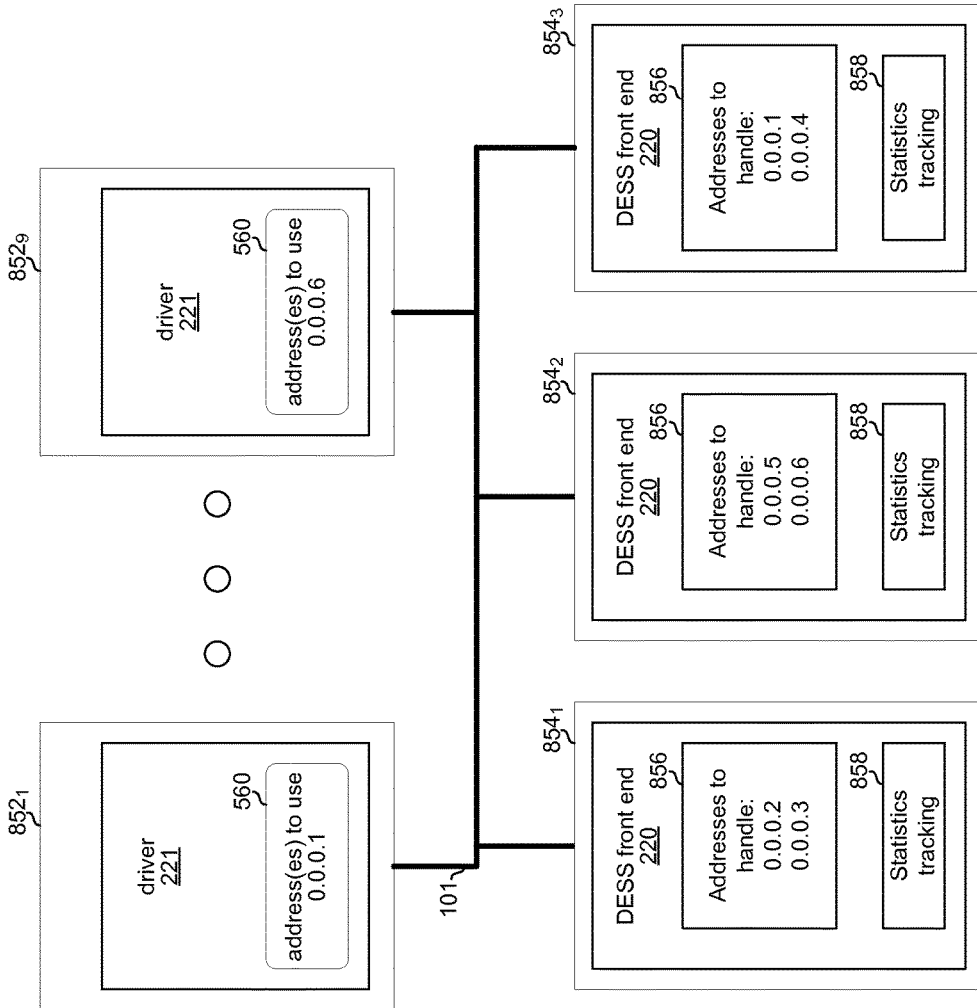 852₁
driver
221
560
address(es) to use
0.0.0.1
852₉
driver
221
560
address(es) to use
0.0.0.6
101
854₁
DESS front end
220
856
Addresses to
handle:
0.0.0.2
0.0.0.3
858
Statistics
tracking
854₂
DESS front end
220
856
Addresses to
handle:
0.0.0.5
0.0.0.6
858
Statistics
tracking
854₃
DESS front end
220
856
Addresses to
handle:
0.0.0.1
0.0.0.4
858
Statistics
tracking